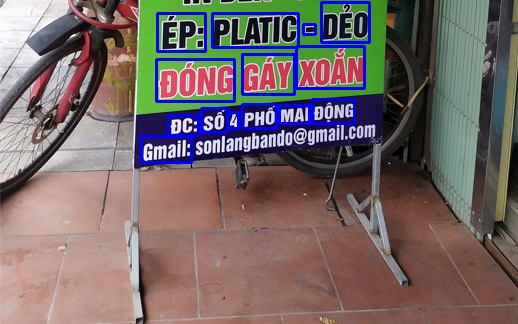 ÉP: PLATIC - DẺO
ĐÓNG GÁY XOẮN
ĐC: SỐ 4 PHỐ MAI ĐỘNG
Gmail: sonlangbando@gmail.com